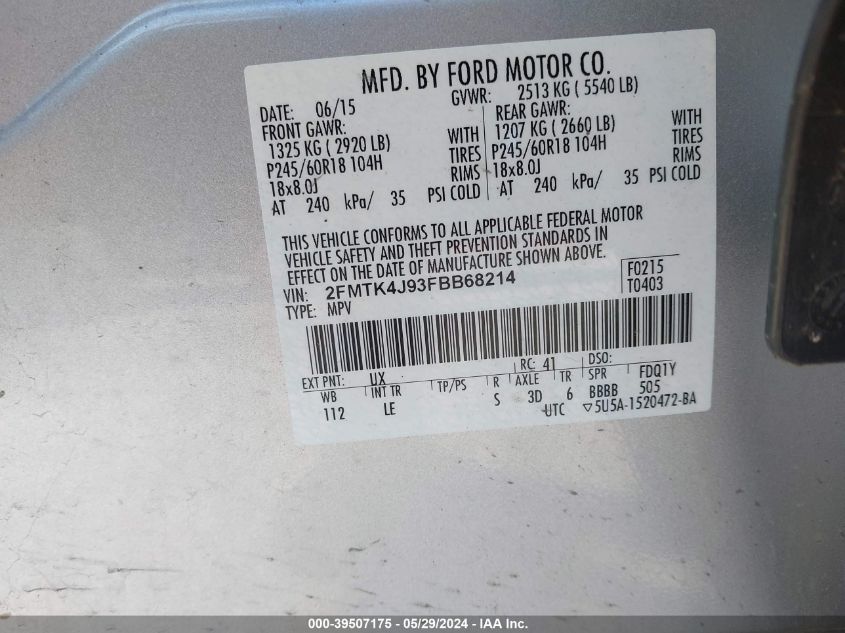 MFD. BY FORD MOTOR CO.
DATE: 06/15 GVWR: 2513 KG ( 5540 LB)
FRONT GAWR:
1325 KG ( 2920 LB) WITH
P245/60R18 104H TIRES
18x8.0J RIMS
AT 240 kPa/ 35 PSI COLD
REAR GAWR:
1207 KG ( 2660 LB) WITH
P245/60R18 104H TIRES
18x8.0J RIMS
AT 240 kPa/ 35 PSI COLD
THIS VEHICLE CONFORMS TO ALL APPLICABLE FEDERAL MOTOR
VEHICLE SAFETY AND THEFT PREVENTION STANDARDS IN
EFFECT ON THE DATE OF MANUFACTURE SHOWN ABOVE.
VIN: 2FMTK4J93FBB68214
TYPE: MPV
F0215
T0403
EXT PNT: UX RC: 41 DSO:
WB INT TR TP/PS R AXLE TR SPR FDQ1Y
112 LE S 3D 6 BBBB 505
UTC ▽5U5A-1520472-BA
000-39507175 - 05/29/2024 - IAAI.COM